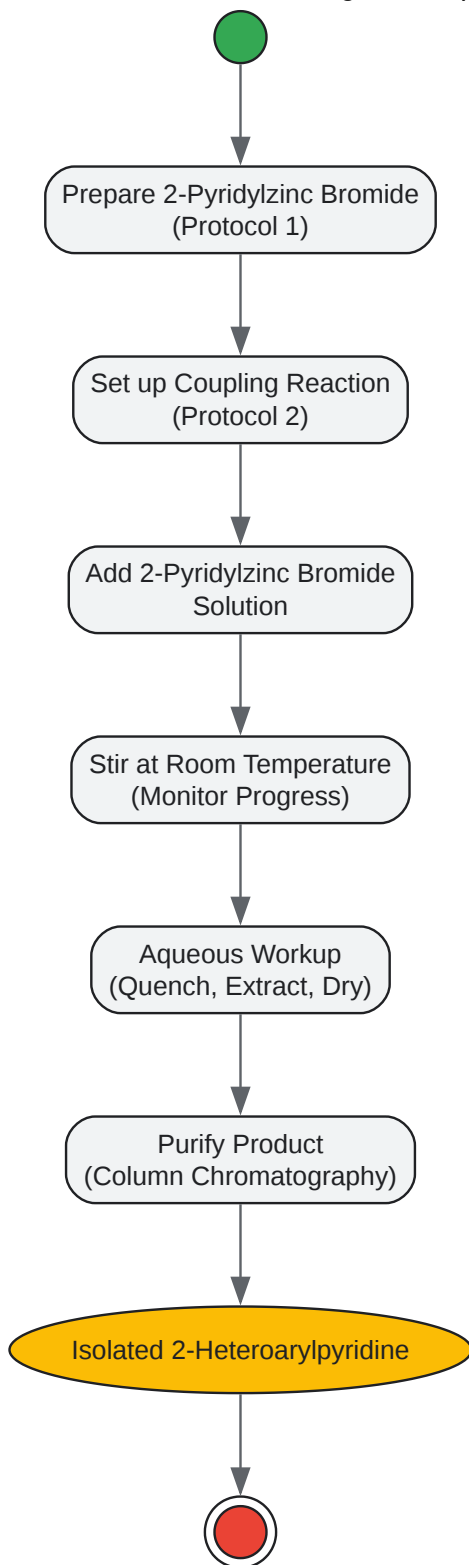 Prepare 2-Pyridylzinc Bromide
(Protocol 1)
Set up Coupling Reaction
(Protocol 2)
Add 2-Pyridylzinc Bromide
Solution
Stir at Room Temperature
(Monitor Progress)
Aqueous Workup
(Quench, Extract, Dry)
Purify Product
(Column Chromatography)
Isolated 2-Heteroarylpyridine